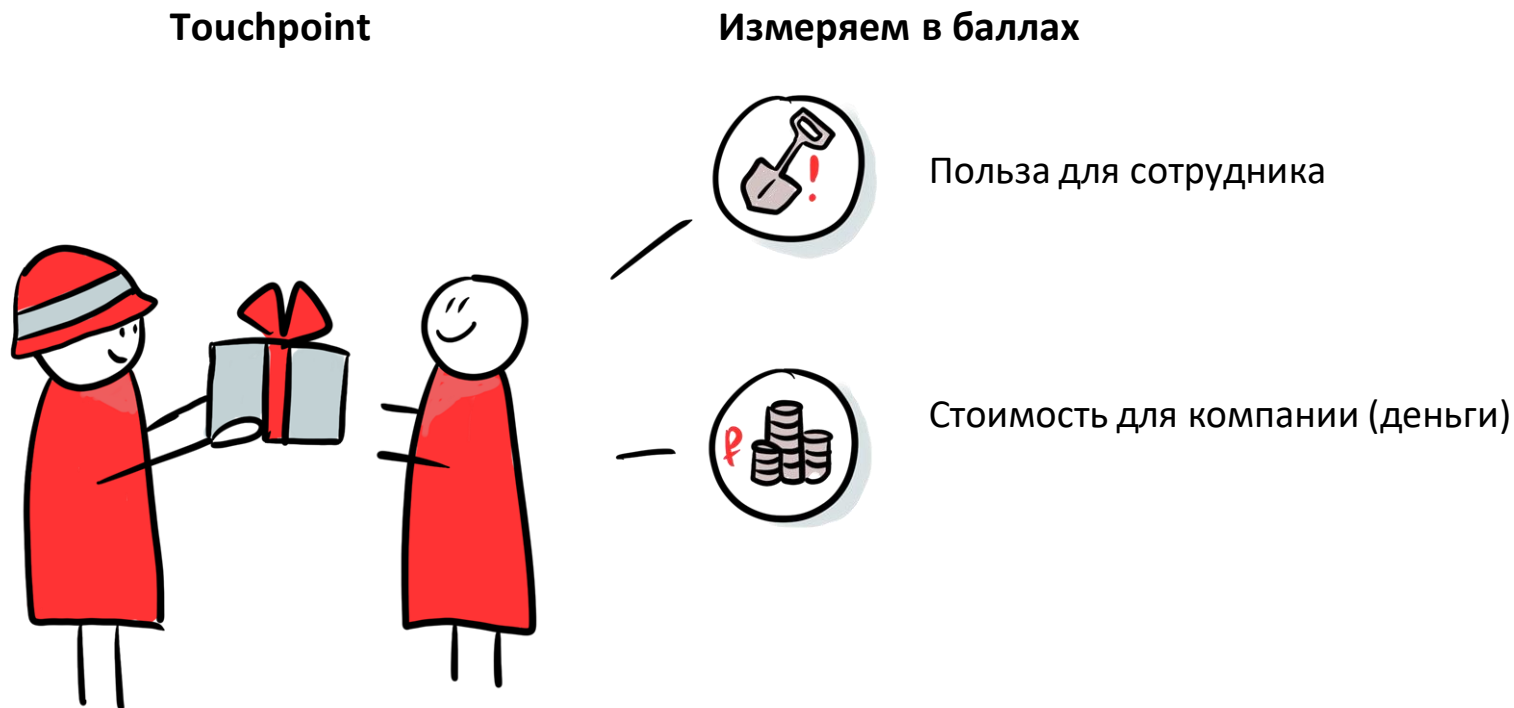 Touchpoint
Измеряем в баллах
Польза для сотрудника
₽
Стоимость для компании (деньги)